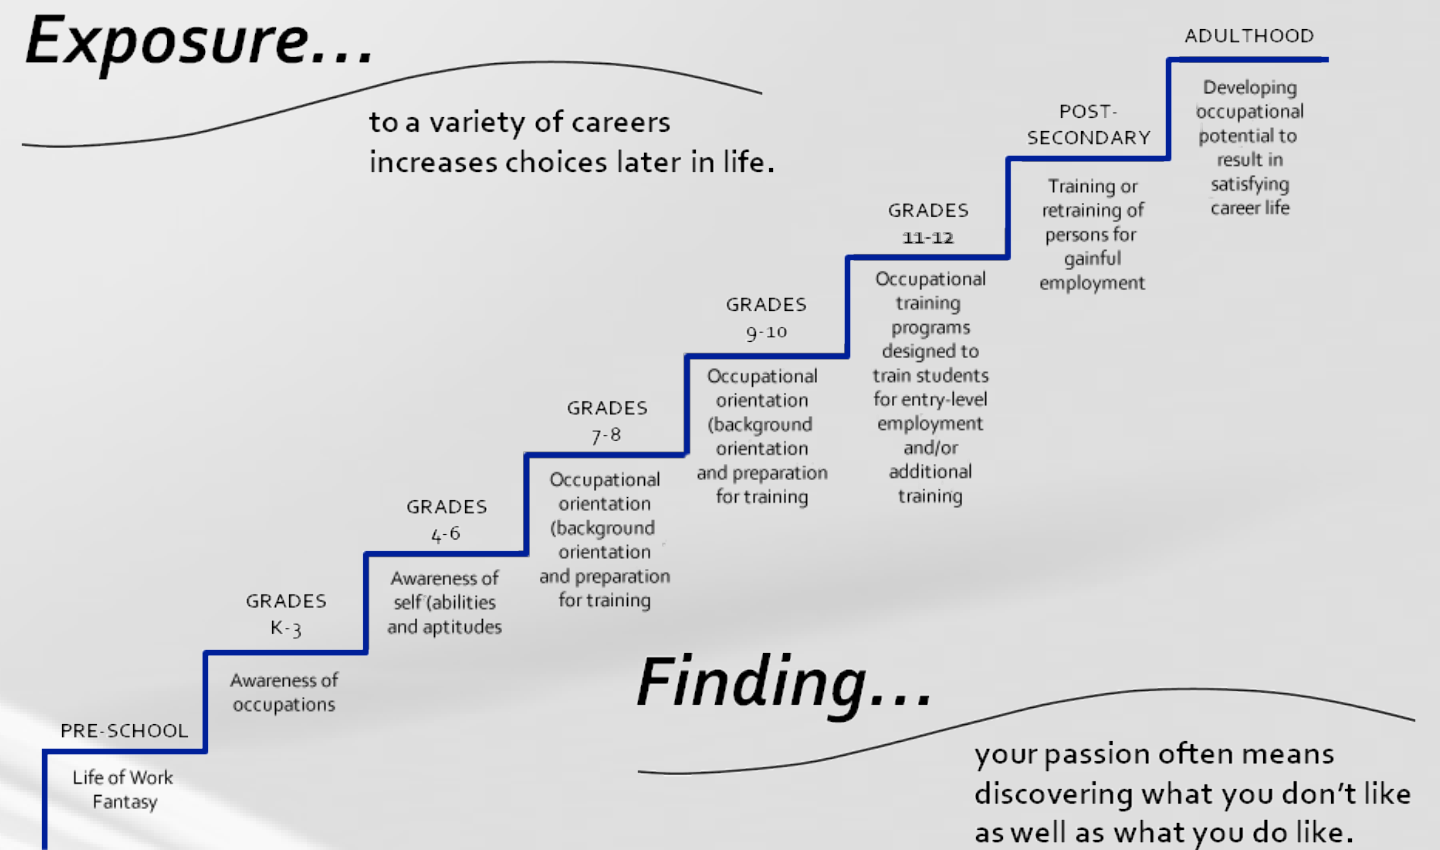 Exposure...
to a variety of careers
increases choices later in life.
ADULTHOOD
Developing
occupational
potential to
result in
satisfying
career life
POST-
SECONDARY
Training or
retraining of
persons for
gainful
employment
GRADES
11-12
Occupational
training
programs
designed to
train students
for entry-level
employment
and/or
additional
training
GRADES
9-10
Occupational
orientation
(background
orientation
and preparation
for training
GRADES
7-8
Occupational
orientation
(background
orientation
and preparation
for training
GRADES
4-6
Awareness of
self (abilities
and aptitudes
GRADES
K-3
Awareness of
occupations
PRE-SCHOOL
Life of Work
Fantasy
Finding...
your passion often means
discovering what you don't like
as well as what you do like.